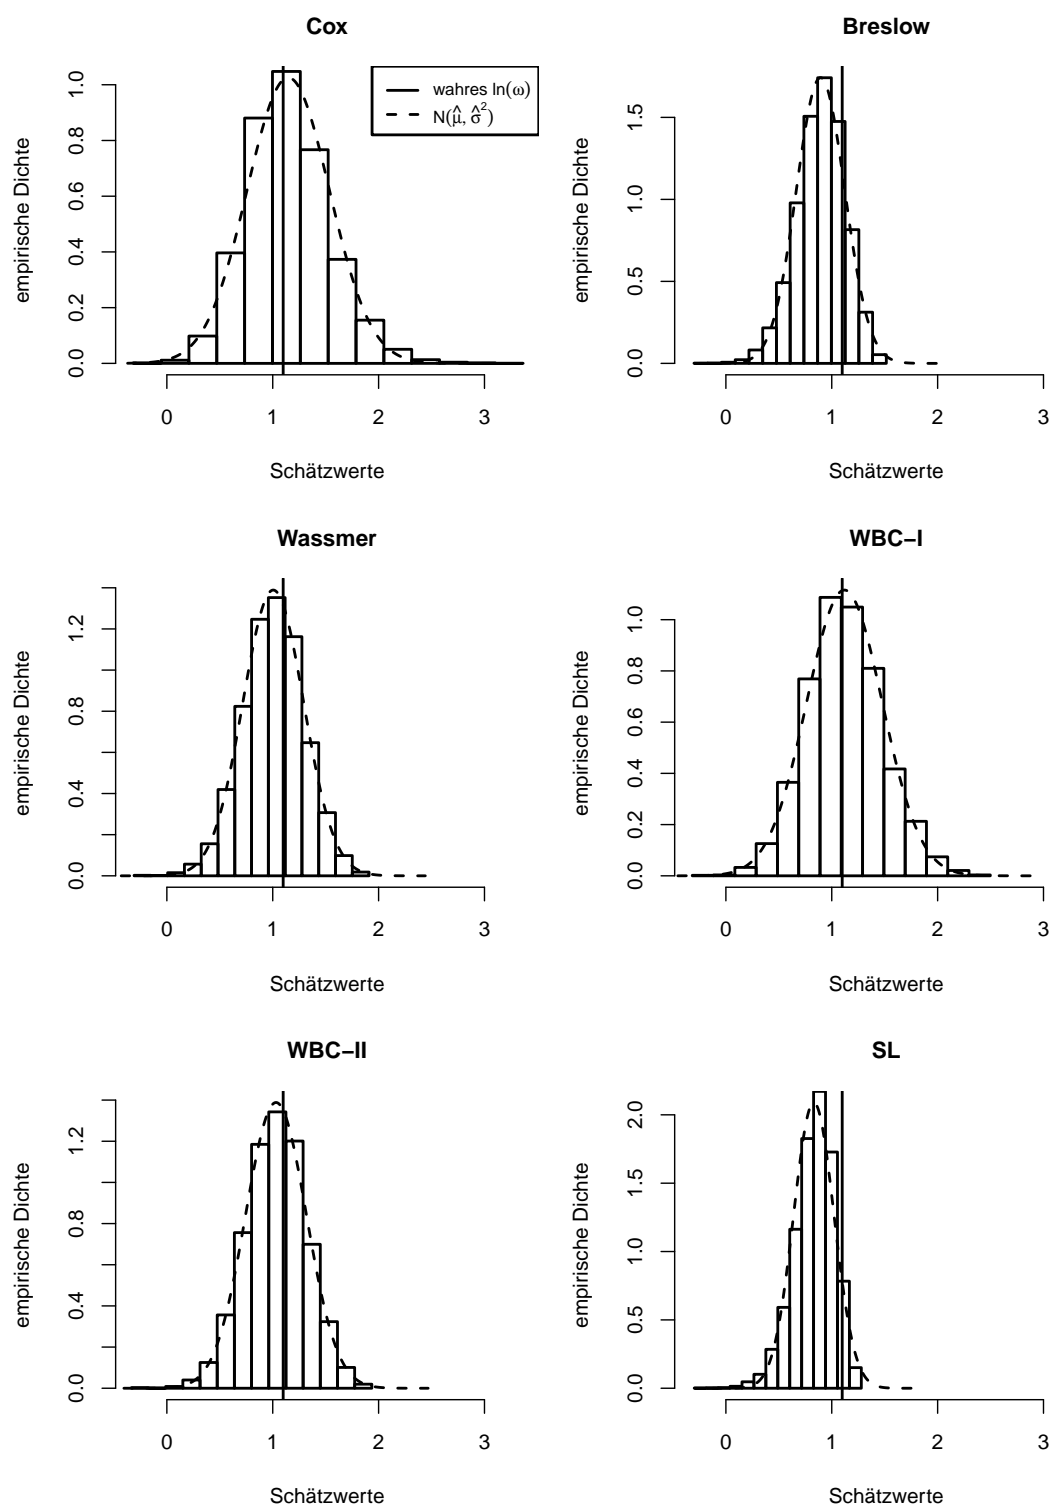 Cox
empirische Dichte
0.0 0.2 0.4 0.6 0.8 1.0
wahres ln(ω)
N(μ̂, σ̂²)
0 1 2 3
Schätzwerte
Breslow
empirische Dichte
0.0 0.5 1.0 1.5
0 1 2 3
Schätzwerte
Wassmer
empirische Dichte
0.0 0.4 0.8 1.2
0 1 2 3
Schätzwerte
WBC−I
empirische Dichte
0.0 0.2 0.4 0.6 0.8 1.0
0 1 2 3
Schätzwerte
WBC−II
empirische Dichte
0.0 0.4 0.8 1.2
0 1 2 3
Schätzwerte
SL
empirische Dichte
0.0 0.5 1.0 1.5 2.0
0 1 2 3
Schätzwerte